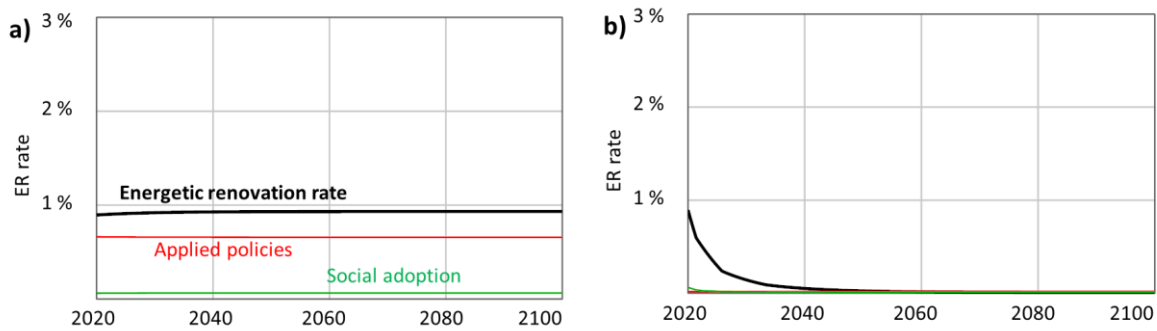 a)
3 %
2 %
1 %
ER rate
Energetic renovation rate
Applied policies
Social adoption
2020 2040 2060 2080 2100
b)
3 %
2 %
1 %
ER rate
2020 2040 2060 2080 2100